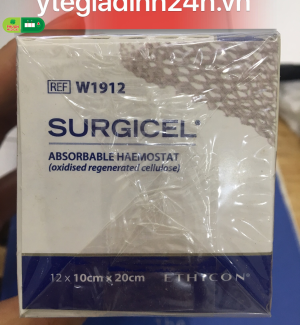 ytegiadinh24h.vn
REF W1912
SURGICEL®
ABSORBABLE HAEMOSTAT
(oxidised regenerated cellulose)
12 x 10cm x 20cm
ETHICON®